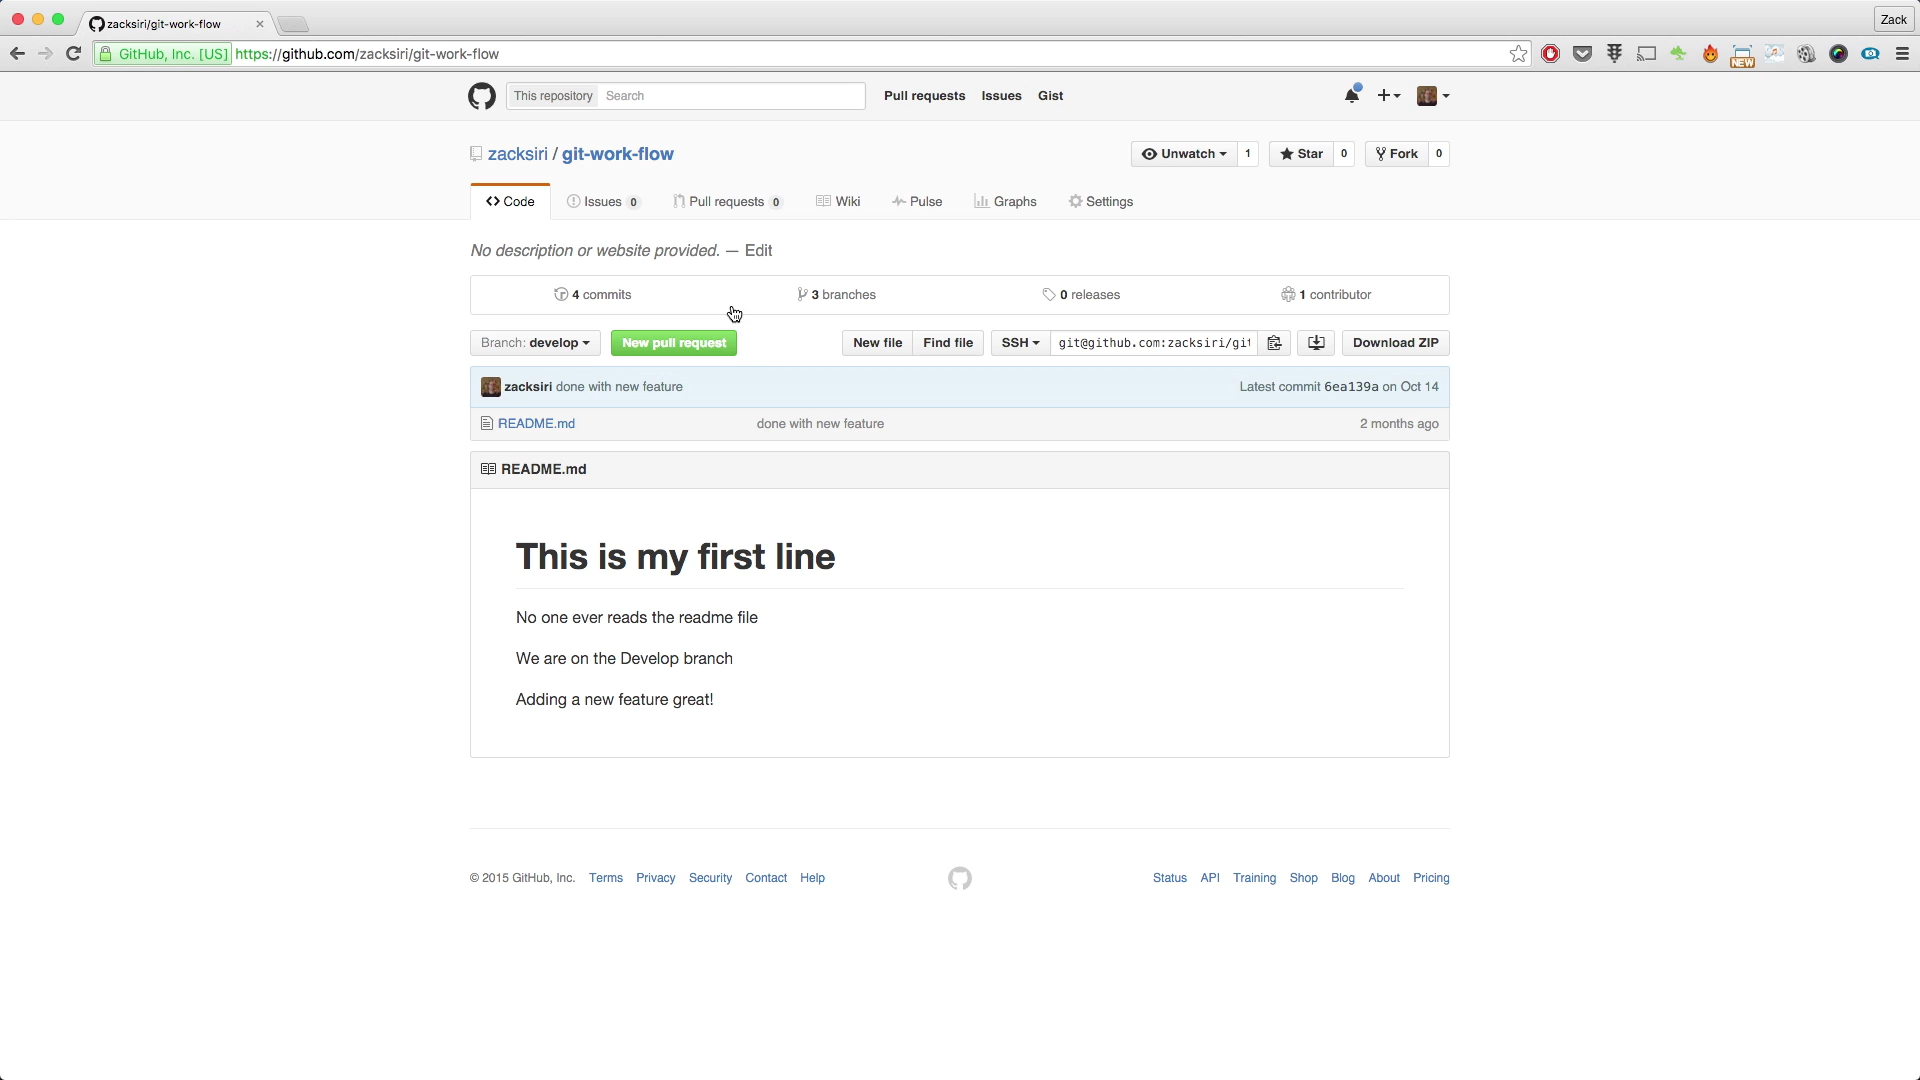 zacksiri/git-work-flow
Zack
GitHub, Inc. [US] https://github.com/zacksiri/git-work-flow
NEW
This repository Search Pull requests Issues Gist
zacksiri / git-work-flow Unwatch 1 Star 0 Fork 0
Code Issues 0 Pull requests 0 Wiki Pulse Graphs Settings
No description or website provided. — Edit
4 commits 3 branches 0 releases 1 contributor
Branch: develop New pull request New file Find file SSH git@github.com:zacksiri/git Download ZIP
zacksiri done with new feature Latest commit 6ea139a on Oct 14
README.md done with new feature 2 months ago
README.md
This is my first line
No one ever reads the readme file
We are on the Develop branch
Adding a new feature great!
© 2015 GitHub, Inc. Terms Privacy Security Contact Help Status API Training Shop Blog About Pricing